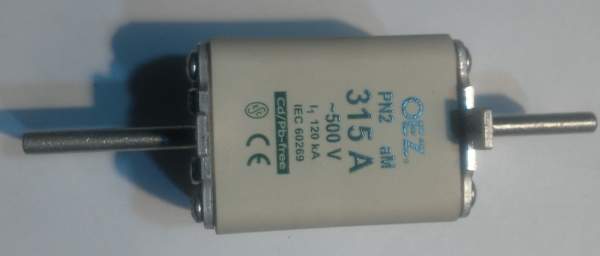 OEZ
PN2 aM
315 A
~500 V
I₁ 120 kA
IEC 60269
Cd/Pb-free
CE